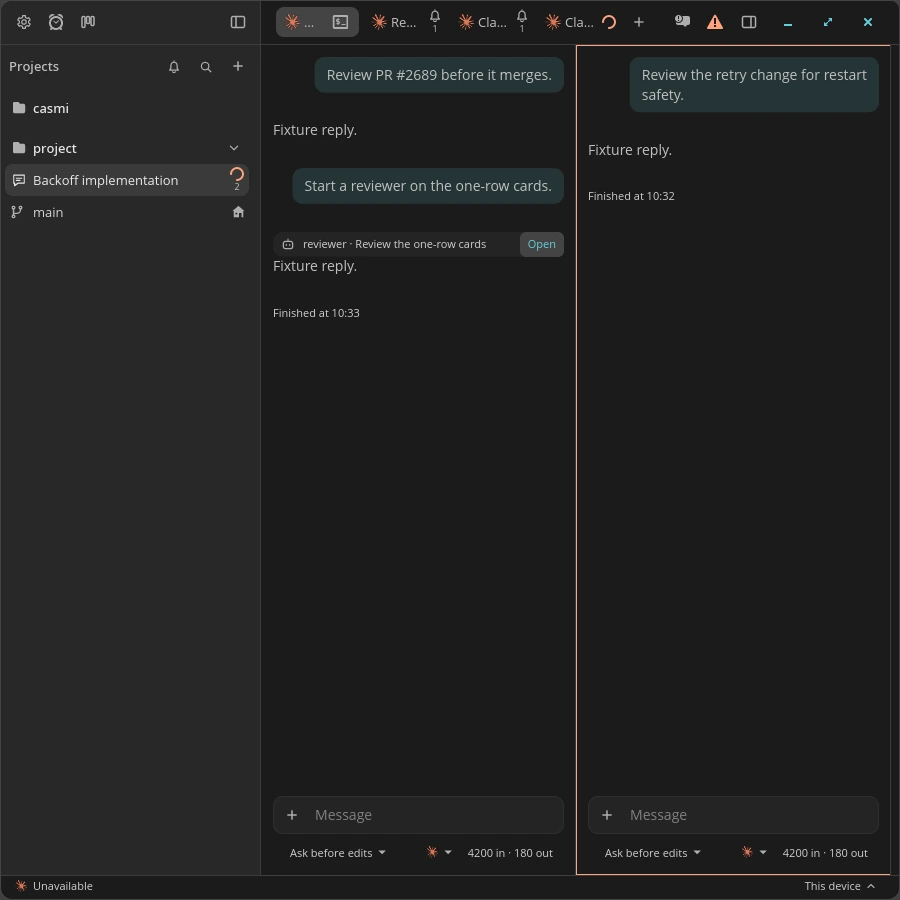 ...
Re...
1
Cla...
1
Cla...
Projects
casmi
project
Backoff implementation
2
main
Review PR #2689 before it merges.
Fixture reply.
Start a reviewer on the one-row cards.
reviewer · Review the one-row cards
Open
Fixture reply.
Finished at 10:33
Message
Ask before edits
4200 in · 180 out
Review the retry change for restart
safety.
Fixture reply.
Finished at 10:32
Message
Ask before edits
4200 in · 180 out
Unavailable
This device